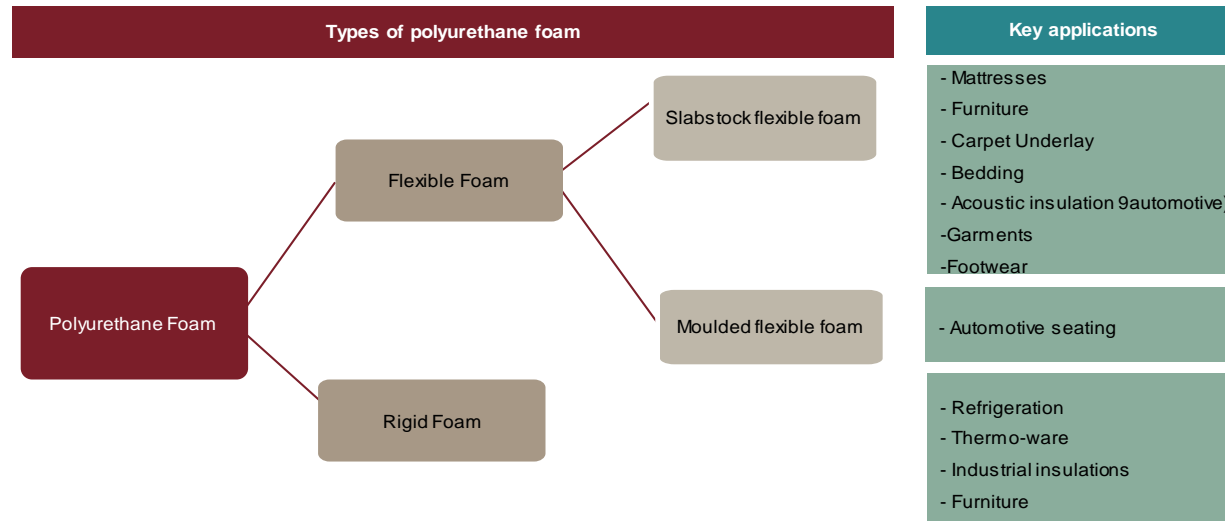 Types of polyurethane foam
Key applications
Polyurethane Foam
Flexible Foam
Rigid Foam
Slabstock flexible foam
Moulded flexible foam
- Mattresses
- Furniture
- Carpet Underlay
- Bedding
- Acoustic insulation 9automotive)
-Garments
-Footwear
- Automotive seating
- Refrigeration
- Thermo-ware
- Industrial insulations
- Furniture